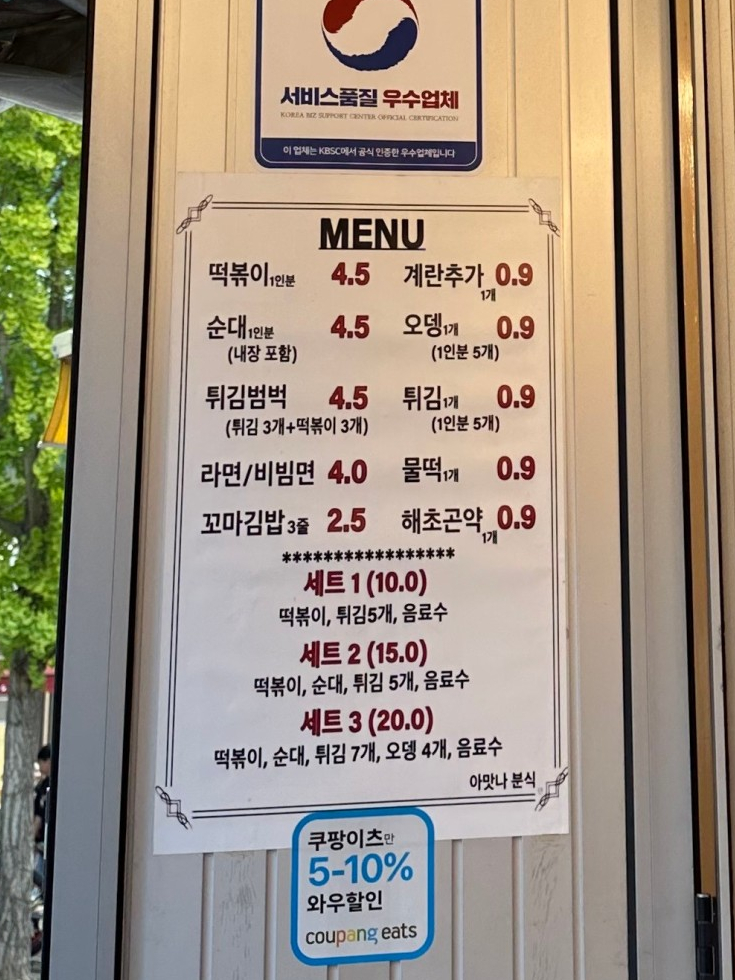 서비스품질 우수업체
KOREA BIZ SUPPORT CENTER OFFICIAL CERTIFICATION
이 업체는 KBSC에서 공식 인증한 우수업체입니다
MENU
떡볶이1인분 4.5 계란추가1개 0.9
순대1인분 4.5 오뎅1개 0.9
(내장 포함) (1인분 5개)
튀김범벅 4.5 튀김1개 0.9
(튀김 3개+떡볶이 3개) (1인분 5개)
라면/비빔면 4.0 물떡1개 0.9
꼬마김밥3줄 2.5 해초곤약1개 0.9
*****************
세트 1 (10.0)
떡볶이, 튀김5개, 음료수
세트 2 (15.0)
떡볶이, 순대, 튀김 5개, 음료수
세트 3 (20.0)
떡볶이, 순대, 튀김 7개, 오뎅 4개, 음료수
아맛나 분식
쿠팡이츠만
5-10%
와우할인
coupang eats